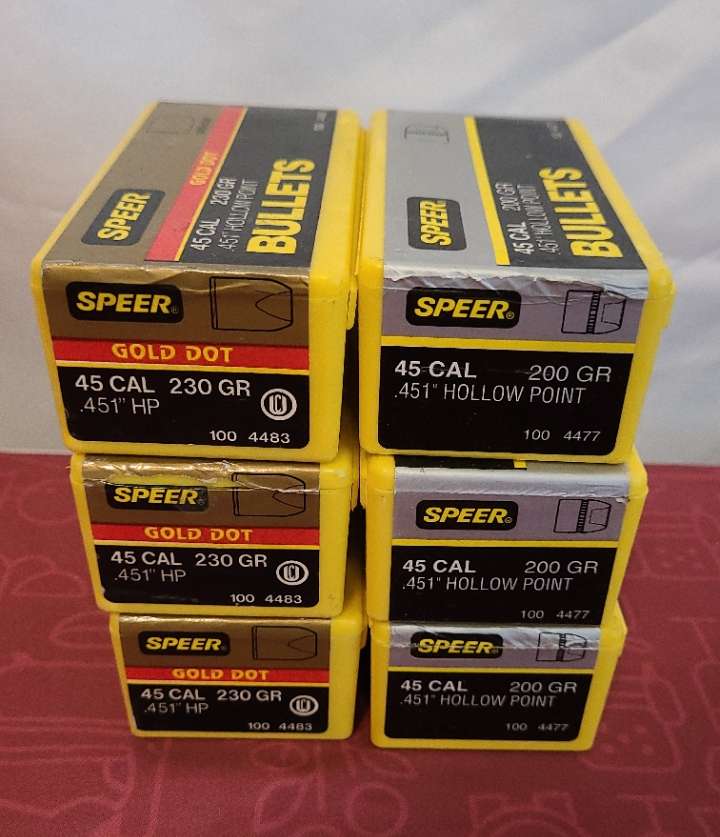 SPEER
GOLD DOT
45 CAL 230 GR
.451" HOLLOW POINT
BULLETS
SPEER
45 CAL 200 GR
.451" HOLLOW POINT
BULLETS
SPEER®
GOLD DOT
45 CAL 230 GR
.451" HP
100 4483
SPEER®
45 CAL 200 GR
.451" HOLLOW POINT
100 4477
SPEER®
GOLD DOT
45 CAL 230 GR
.451" HP
100 4483
SPEER®
45 CAL 200 GR
.451" HOLLOW POINT
100 4477
SPEER®
GOLD DOT
45 CAL 230 GR
.451" HP
100 4483
SPEER®
45 CAL 200 GR
.451" HOLLOW POINT
100 4477